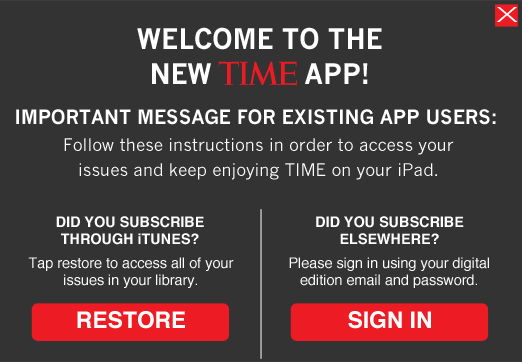 WELCOME TO THE
NEW TIME APP!
IMPORTANT MESSAGE FOR EXISTING APP USERS:
Follow these instructions in order to access your
issues and keep enjoying TIME on your iPad.
DID YOU SUBSCRIBE
THROUGH iTUNES?
Tap restore to access all of your
issues in your library.
RESTORE
DID YOU SUBSCRIBE
ELSEWHERE?
Please sign in using your digital
edition email and password.
SIGN IN